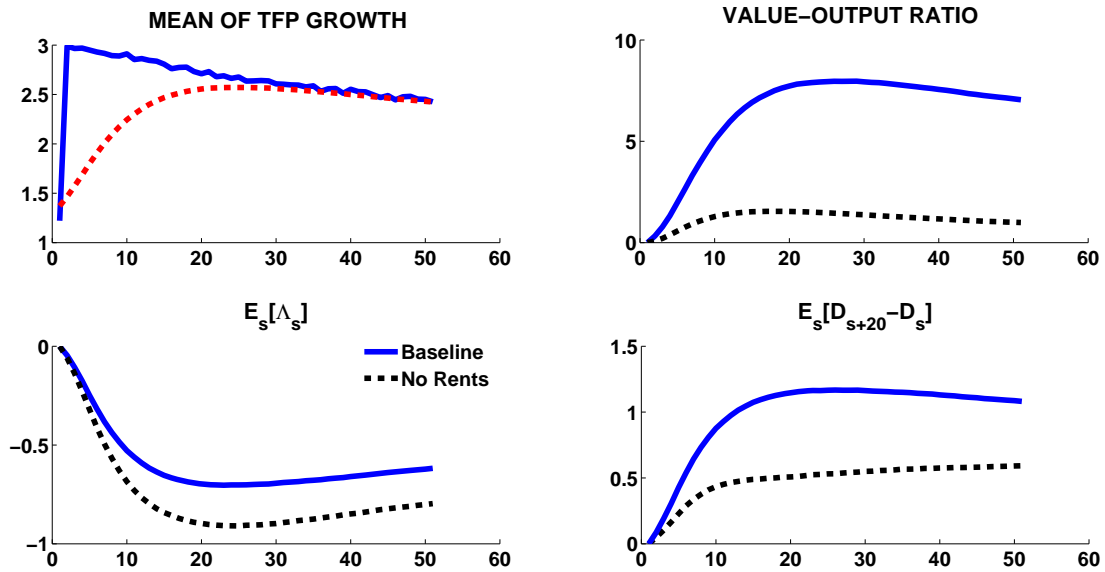 MEAN OF TFP GROWTH
3
2.5
2
1.5
1
0 10 20 30 40 50 60
VALUE−OUTPUT RATIO
10
5
0
0 10 20 30 40 50 60
E_s[Λ_s]
0
−0.5
−1
0 10 20 30 40 50 60
Baseline
No Rents
E_s[D_{s+20}−D_s]
1.5
1
0.5
0
0 10 20 30 40 50 60